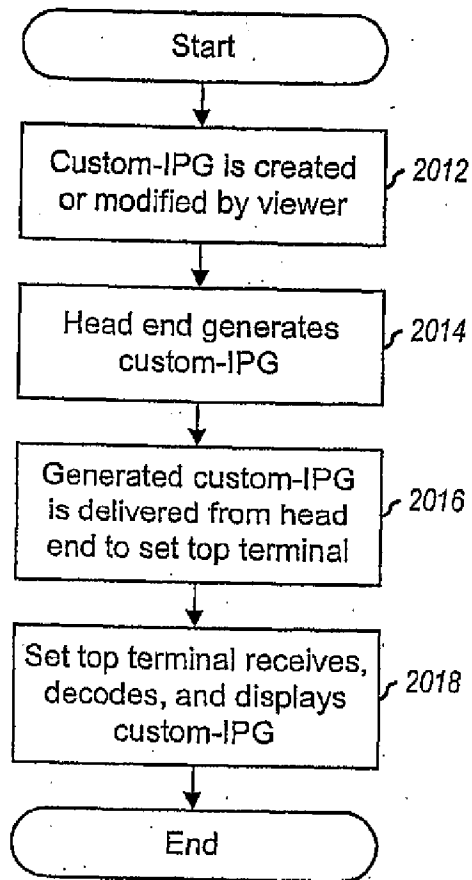 Start
Custom-IPG is created
or modified by viewer
2012
Head end generates
custom-IPG
2014
Generated custom-IPG
is delivered from head
end to set top terminal
2016
Set top terminal receives,
decodes, and displays
custom-IPG
2018
End